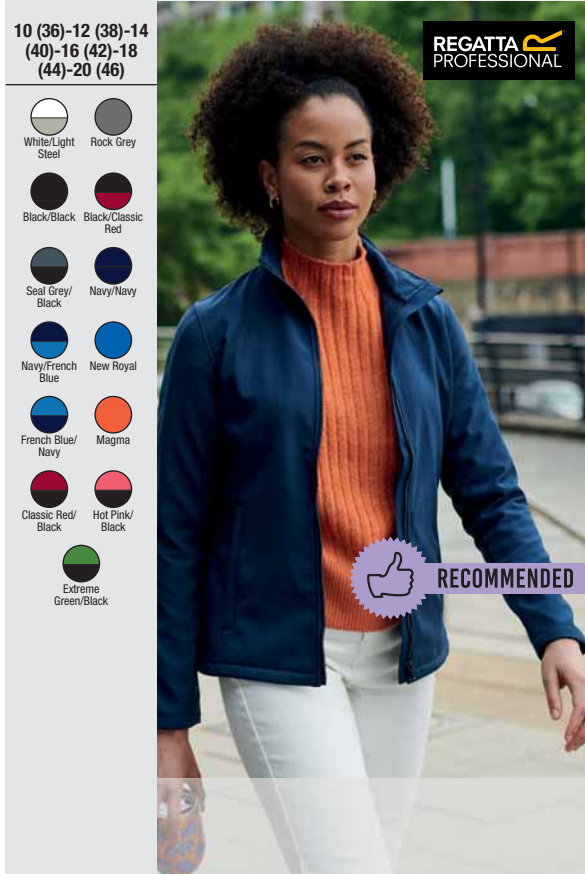 10 (36)-12 (38)-14
(40)-16 (42)-18
(44)-20 (46)
White/Light
Steel
Rock Grey
Black/Black
Black/Classic
Red
Seal Grey/
Black
Navy/Navy
Navy/French
Blue
New Royal
French Blue/
Navy
Magma
Classic Red/
Black
Hot Pink/
Black
Extreme
Green/Black
REGATTA
PROFESSIONAL
RECOMMENDED